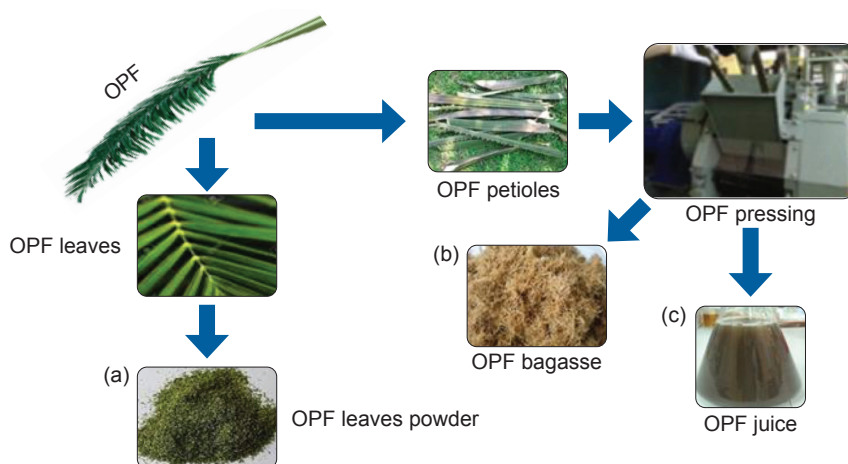 OPF
OPF petioles
OPF pressing
OPF leaves
(b)
OPF bagasse
(c)
OPF juice
(a)
OPF leaves powder